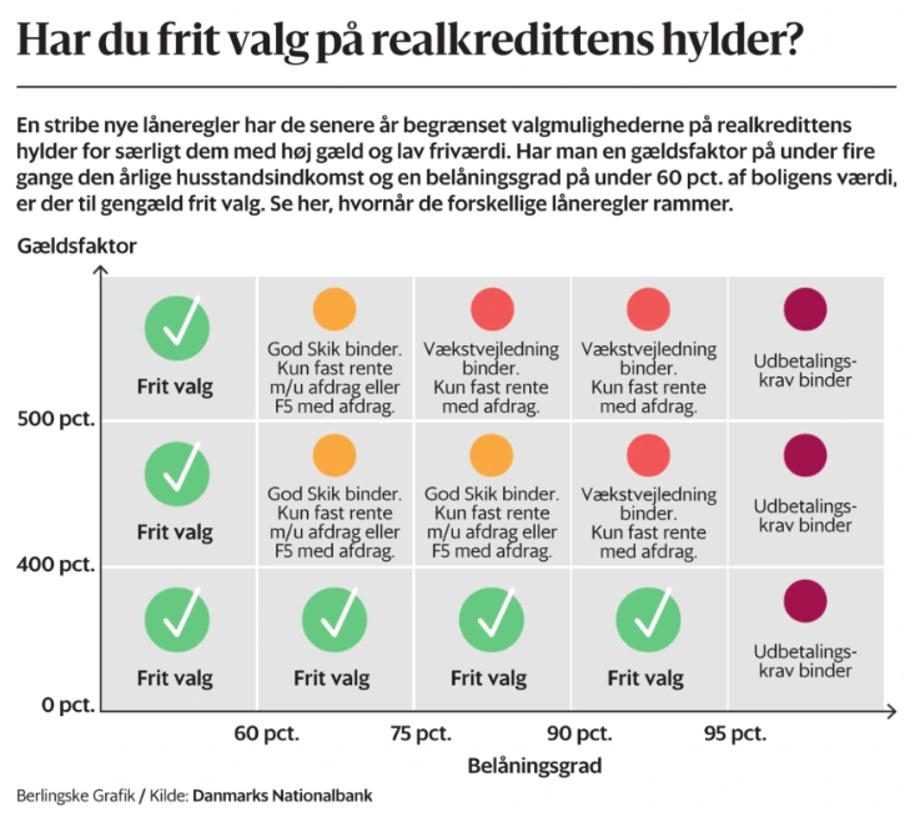 Har du frit valg på realkredittens hylder?
En stribe nye låneregler har de senere år begrænset valgmulighederne på realkredittens
hylder for særligt dem med høj gæld og lav friværdi. Har man en gældsfaktor på under fire
gange den årlige husstandsindkomst og en belåningsgrad på under 60 pct. af boligens værdi,
er der til gengæld frit valg. Se her, hvornår de forskellige låneregler rammer.
Gældsfaktor
Frit valg
God Skik binder.
Kun fast rente
m/u afdrag eller
F5 med afdrag.
Vækstvejledning
binder.
Kun fast rente
med afdrag.
Vækstvejledning
binder.
Kun fast rente
med afdrag.
Udbetalings-
krav binder
500 pct.
Frit valg
God Skik binder.
Kun fast rente
m/u afdrag eller
F5 med afdrag.
God Skik binder.
Kun fast rente
m/u afdrag eller
F5 med afdrag.
Vækstvejledning
binder.
Kun fast rente
med afdrag.
Udbetalings-
krav binder
400 pct.
Frit valg
Frit valg
Frit valg
Frit valg
Udbetalings-
krav binder
0 pct.
60 pct.
75 pct.
90 pct.
95 pct.
Belåningsgrad
Berlingske Grafik / Kilde: Danmarks Nationalbank